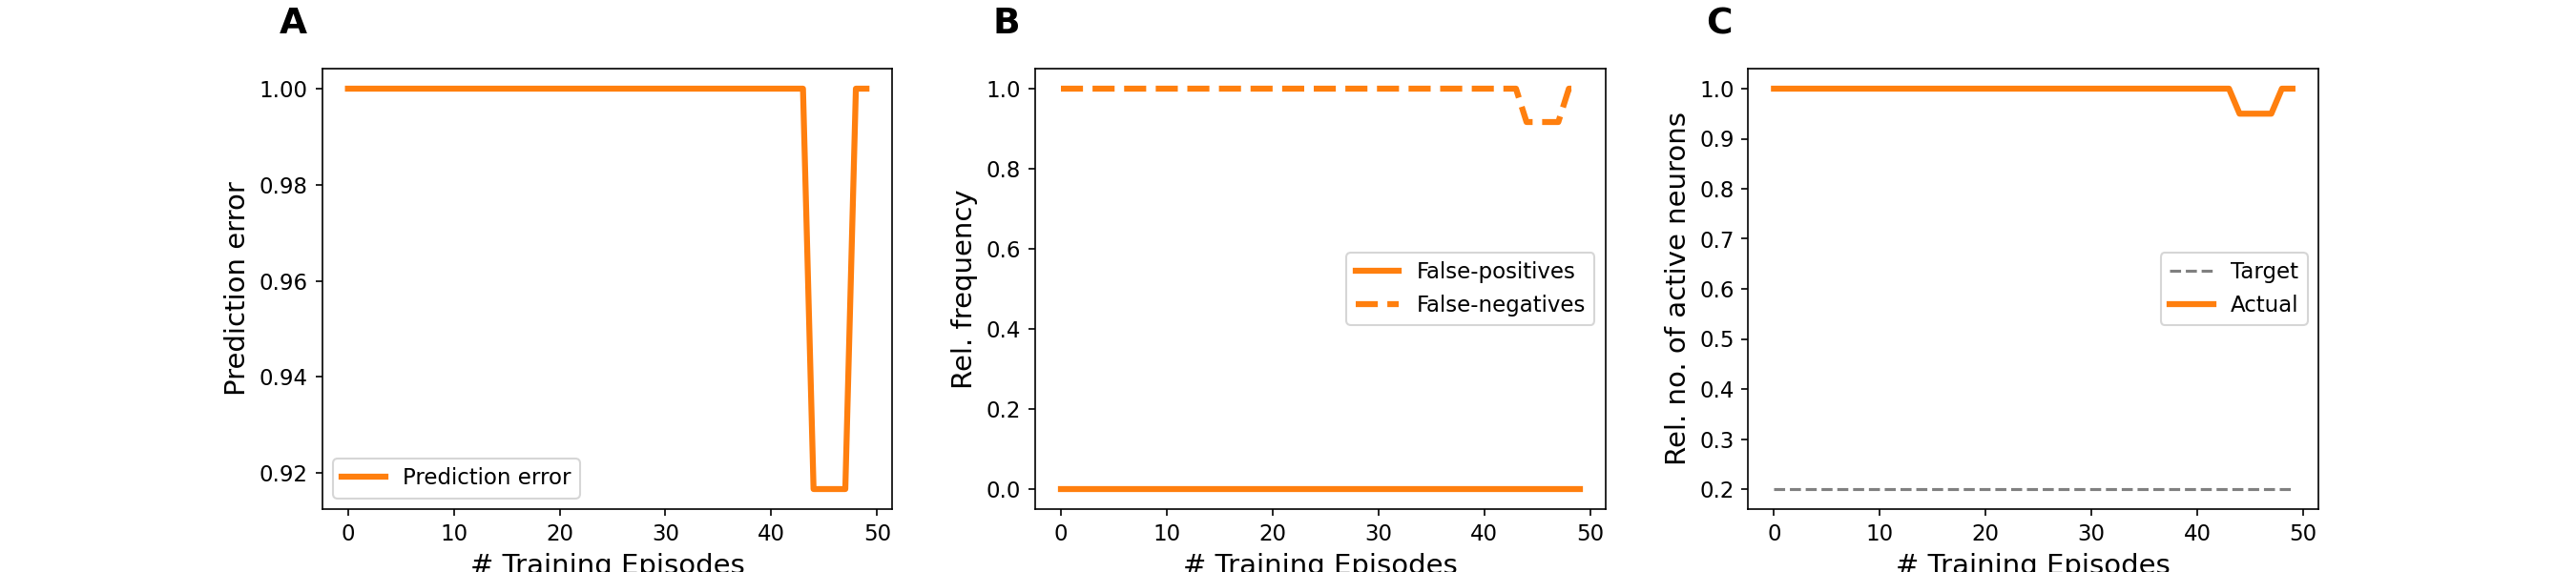 A
1.00
0.98
0.96
0.94
0.92
Prediction error
Prediction error
0 10 20 30 40 50
# Training Episodes
B
1.0
0.8
0.6
0.4
0.2
0.0
Rel. frequency
False-positives
False-negatives
0 10 20 30 40 50
# Training Episodes
C
1.0
0.9
0.8
0.7
0.6
0.5
0.4
0.3
0.2
Rel. no. of active neurons
Target
Actual
0 10 20 30 40 50
# Training Episodes